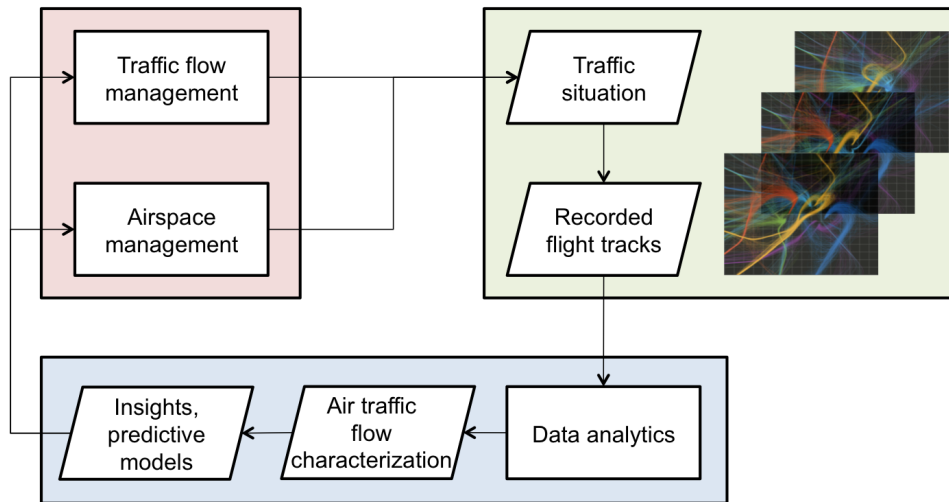 Traffic flow
management
Traffic
situation
Airspace
management
Recorded
flight tracks
Insights,
predictive
models
Air traffic
flow
characterization
Data analytics